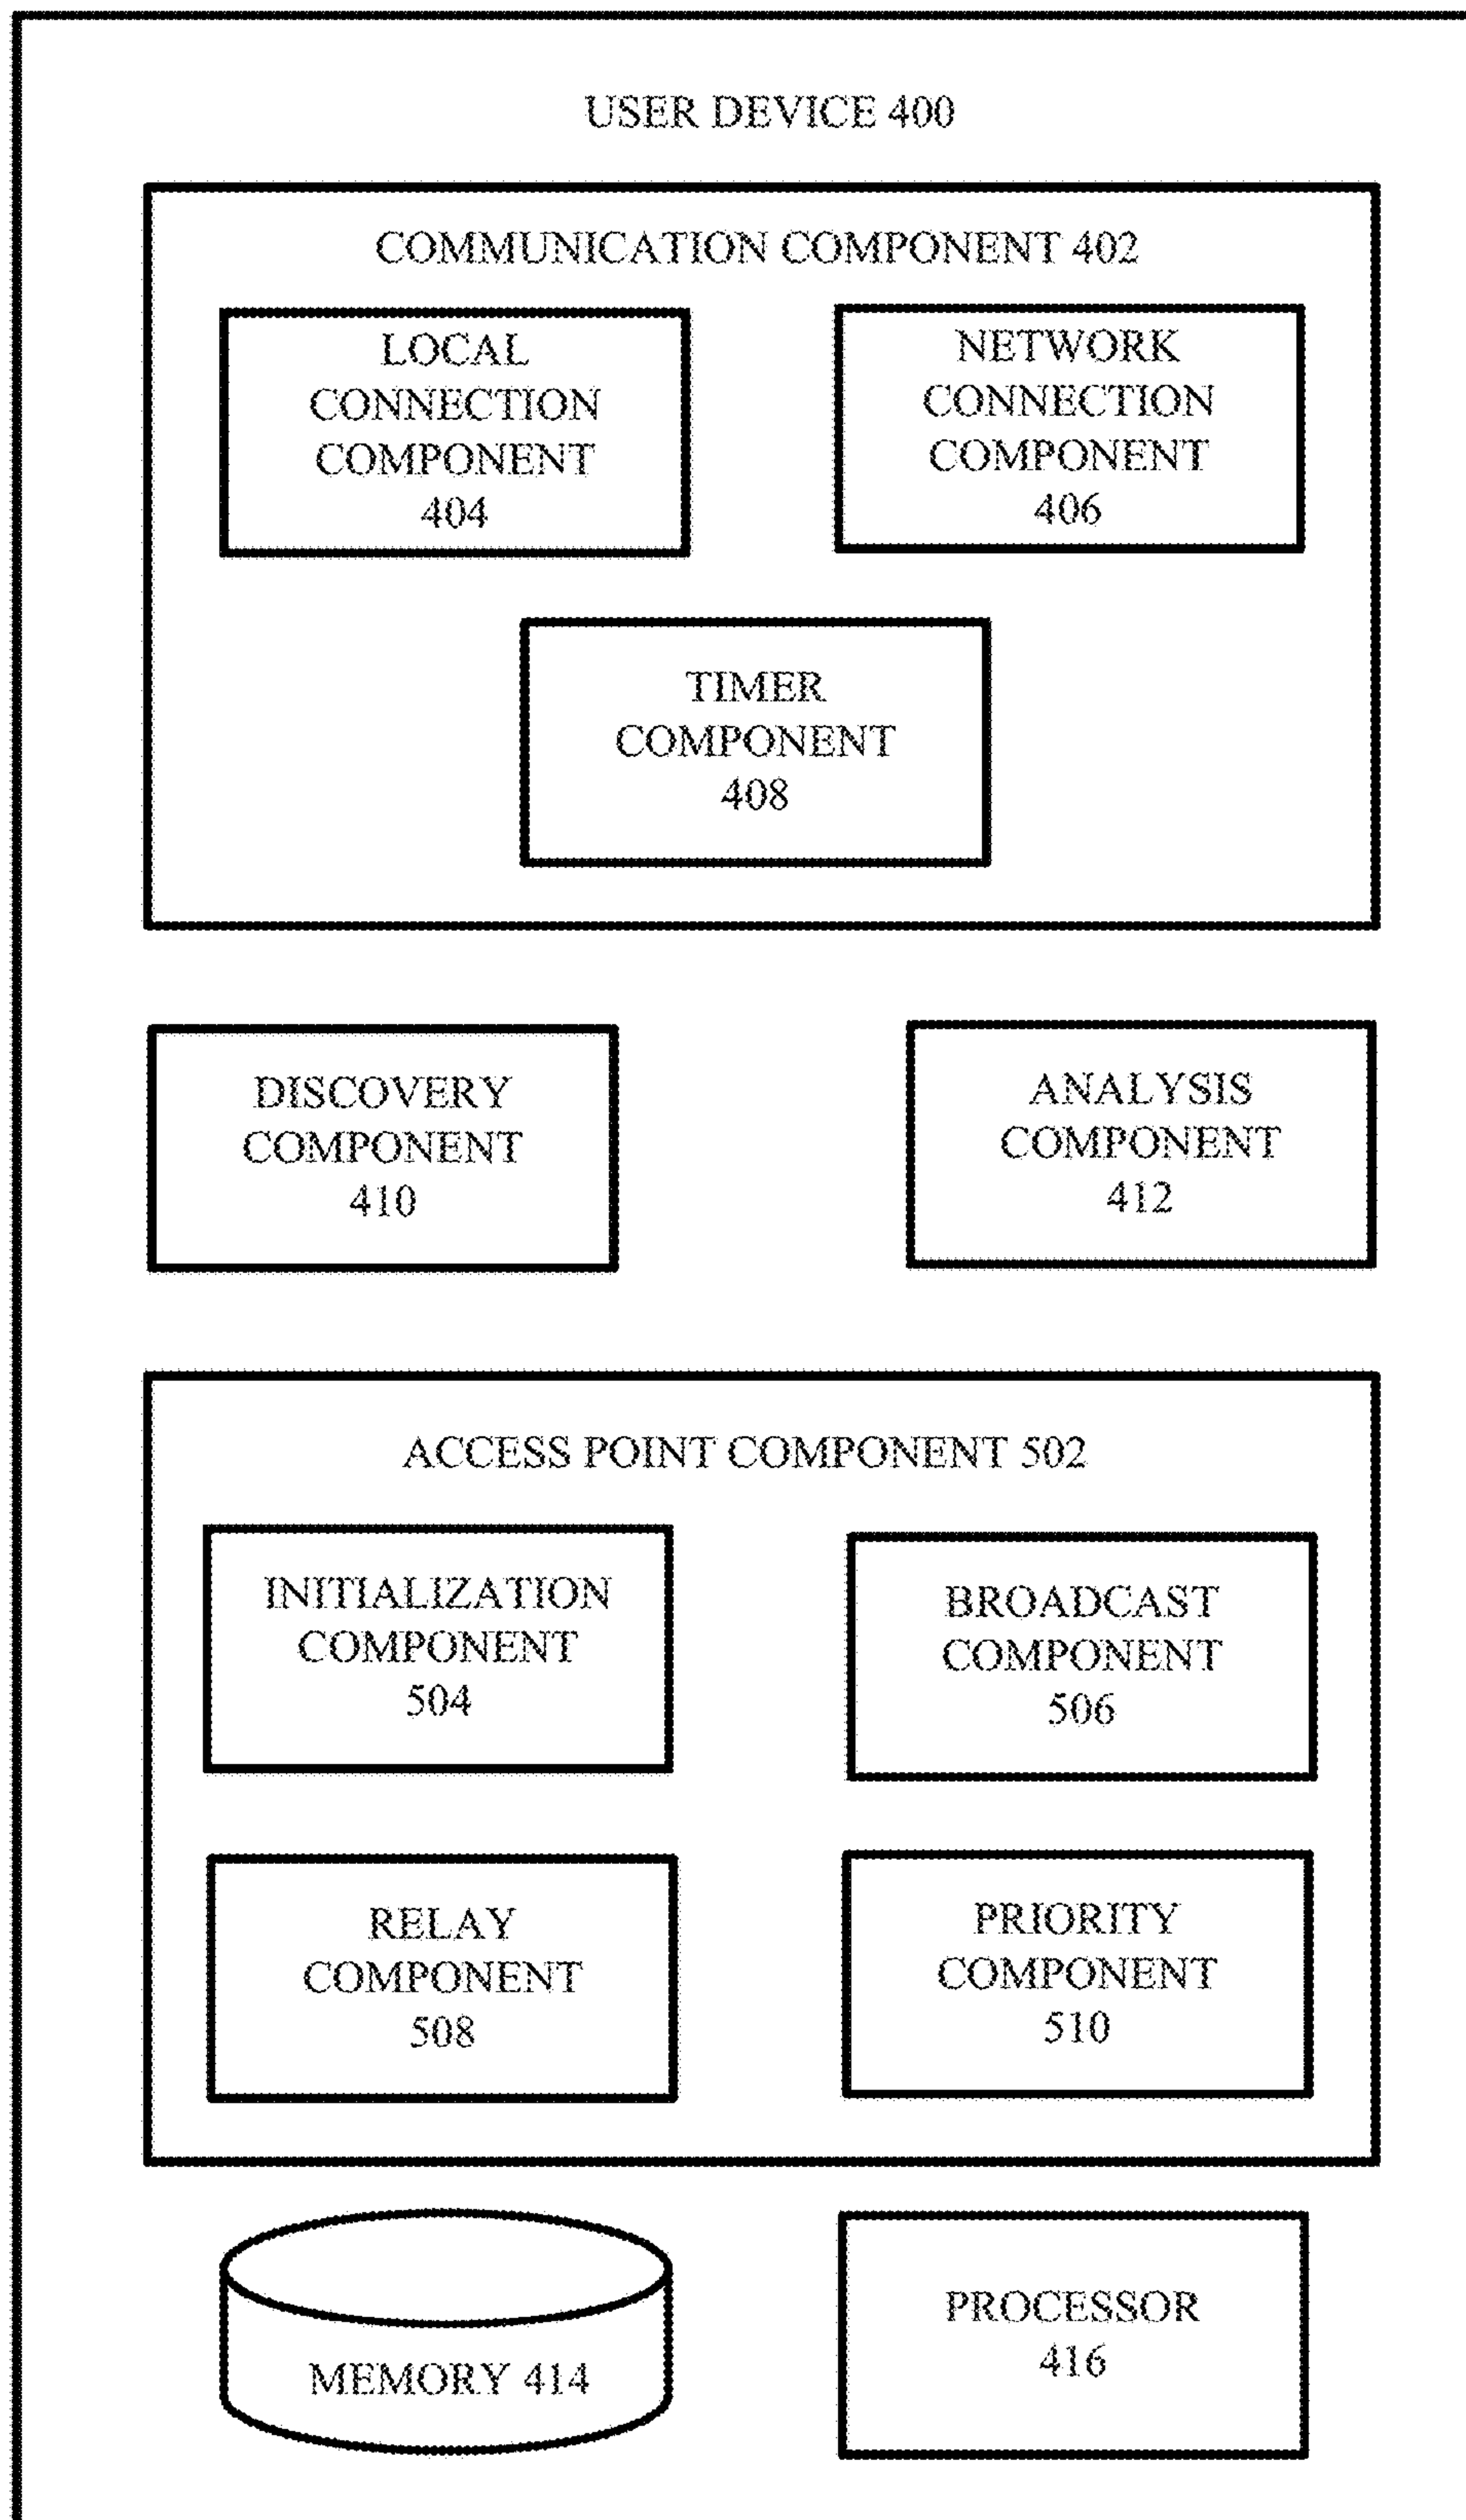 USER DEVICE 400
COMMUNICATION COMPONENT 402
LOCAL
CONNECTION
COMPONENT
404
NETWORK
CONNECTION
COMPONENT
406
TIMER
COMPONENT
408
DISCOVERY
COMPONENT
410
ANALYSIS
COMPONENT
412
ACCESS POINT COMPONENT 502
INITIALIZATION
COMPONENT
504
BROADCAST
COMPONENT
506
RELAY
COMPONENT
508
PRIORITY
COMPONENT
510
MEMORY 414
PROCESSOR
416